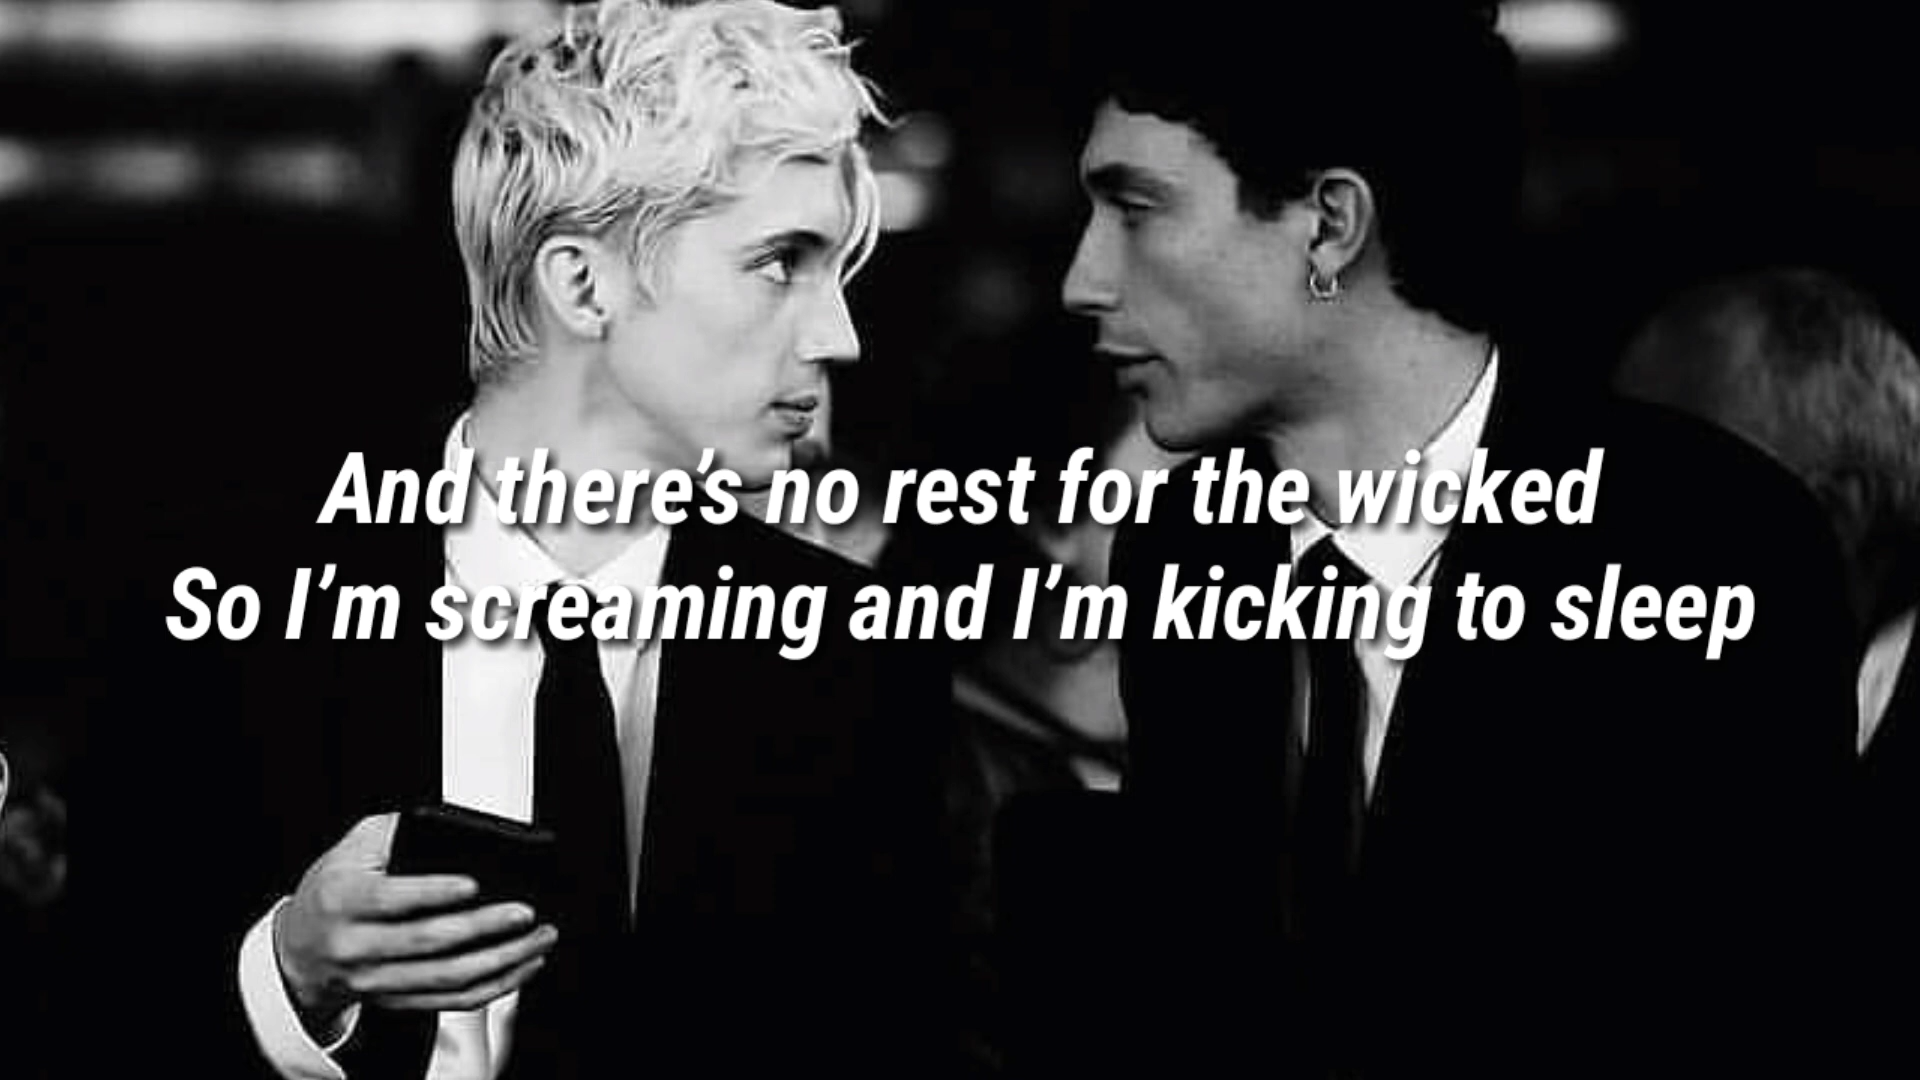 And there’s no rest for the wicked
So I’m screaming and I’m kicking to sleep